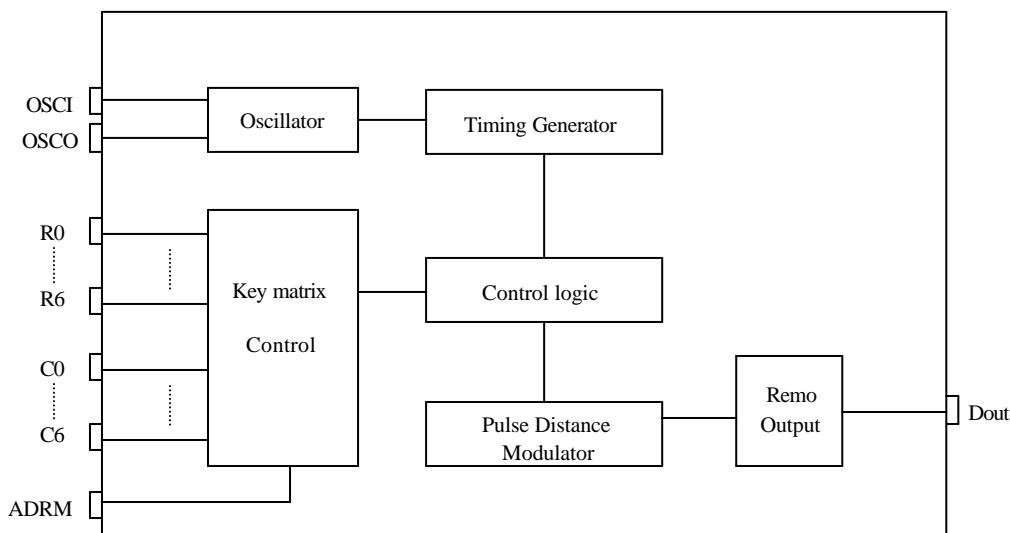 OSCI
OSCO
Oscillator
Timing Generator
R0
R6
C0
C6
ADRM
Key matrix
Control
Control logic
Pulse Distance
Modulator
Remo
Output
Dout